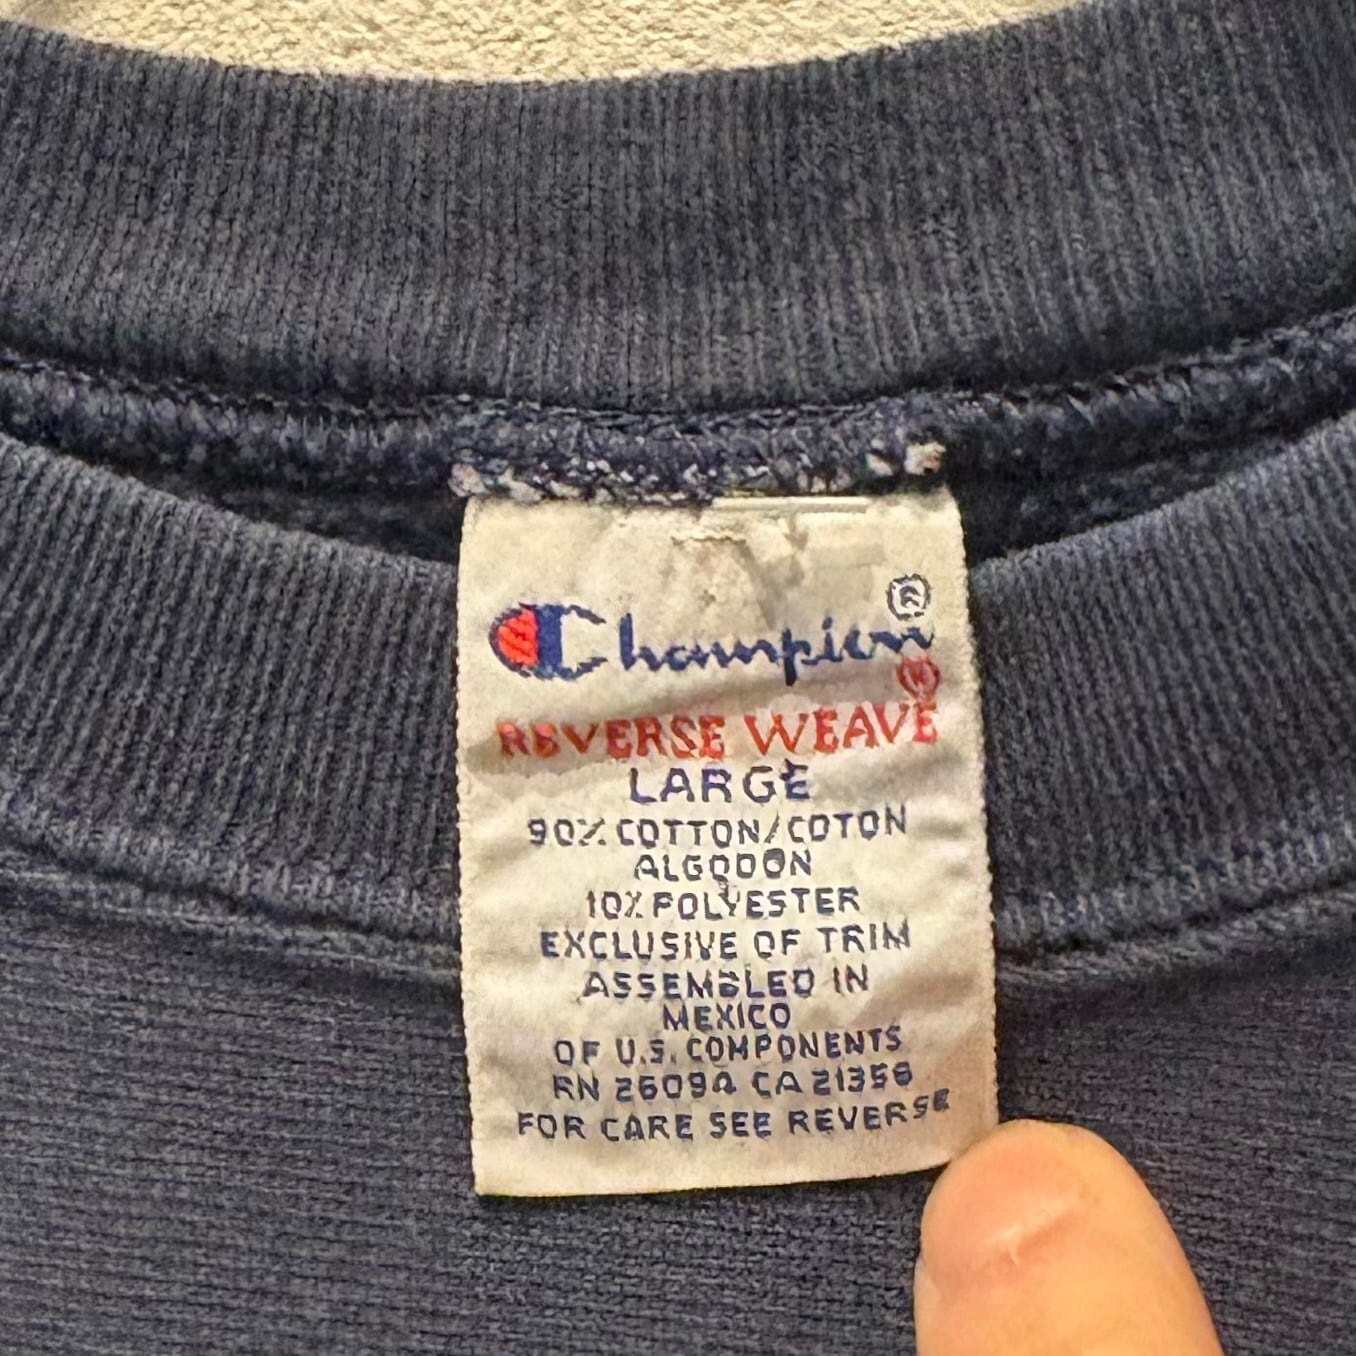 Champion®
REVERSE WEAVE
LARGE
90% COTTON/COTON
ALGODON
10% POLYESTER
EXCLUSIVE OF TRIM
ASSEMBLED IN
MEXICO
OF U.S. COMPONENTS
RN 26094 CA 21358
FOR CARE SEE REVERSE